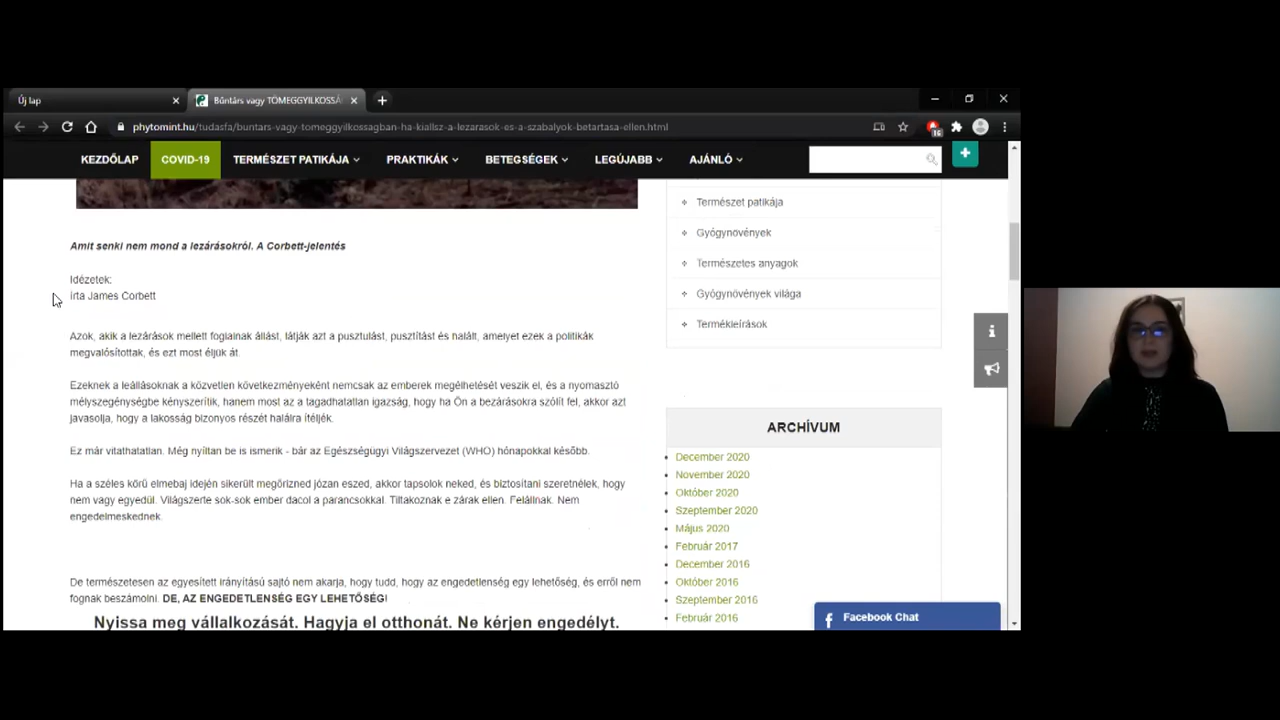 Új lap
Bűntárs vagy TÖMEGGYILKOSSÁG
phytomint.hu/tudasfa/buntars-vagy-tomeggyilkossagban-ha-kiallsz-a-lezarasok-es-a-szabalyok-betartasa-ellen.html
16
KEZDŐLAP COVID-19 TERMÉSZET PATIKÁJA PRAKTIKÁK BETEGSÉGEK LEGÚJABB AJÁNLÓ
Amit senki nem mond a lezárásokról. A Corbett-jelentés
Idézetek:
írta James Corbett
Azok, akik a lezárások mellett foglalnak állást, látják azt a pusztulást, pusztítást és halált, amelyet ezek a politikák
megvalósítottak, és ezt most éljük át.
Ezeknek a leállásoknak a közvetlen következményeként nemcsak az emberek megélhetését veszik el, és a nyomasztó
mélyszegénységbe kényszerítik, hanem most az a tagadhatatlan igazság, hogy ha Ön a bezárásokra szólít fel, akkor azt
javasolja, hogy a lakosság bizonyos részét halálra ítéljék.
Ez már vitathatatlan. Még nyíltan be is ismerik - bár az Egészségügyi Világszervezet (WHO) hónapokkal később.
Ha a széles körű elmebaj idején sikerült megőrizned józan eszed, akkor tapsolok neked, és biztosítani szeretnélek, hogy
nem vagy egyedül. Világszerte sok-sok ember dacol a parancsokkal. Tiltakoznak e zárak ellen. Felállnak. Nem
engedelmeskednek.
De természetesen az egyesített irányítású sajtó nem akarja, hogy tudd, hogy az engedetlenség egy lehetőség, és erről nem
fognak beszámolni. DE, AZ ENGEDETLENSÉG EGY LEHETŐSÉG!
Nyissa meg vállalkozását. Hagyja el otthonát. Ne kérjen engedélyt.
Természet patikája
Gyógynövények
Természetes anyagok
Gyógynövények világa
Termékleírások
ARCHÍVUM
December 2020
November 2020
Október 2020
Szeptember 2020
Május 2020
Február 2017
December 2016
Október 2016
Szeptember 2016
Február 2016
Facebook Chat